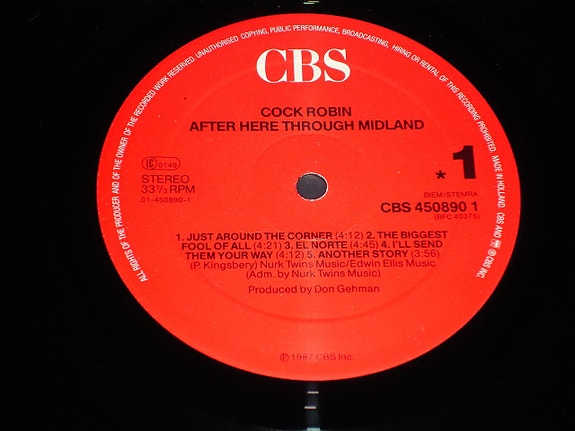 ALL RIGHTS OF THE PRODUCER AND OF THE OWNER OF THE RECORDED WORK RESERVED. UNAUTHORISED COPYING, PUBLIC PERFORMANCE, BROADCASTING, HIRING OR RENTAL OF THIS RECORDING PROHIBITED. MADE IN HOLLAND. CBS AND ℗ CBS INC.
CBS
COCK ROBIN
AFTER HERE THROUGH MIDLAND
LC 0149
STEREO
33⅓ RPM
01-450890-1
* 1
BIEM/STEMRA
CBS 450890 1
(BFC 40375)
1. JUST AROUND THE CORNER (4:12) 2. THE BIGGEST
FOOL OF ALL (4:21) 3. EL NORTE (4:45) 4. I'LL SEND
THEM YOUR WAY (4:12) 5. ANOTHER STORY (3:56)
(P. Kingsbery) Nurk Twins Music/Edwin Ellis Music)
(Adm. by Nurk Twins Music)
Produced by Don Gehman
℗ 1987 CBS Inc.